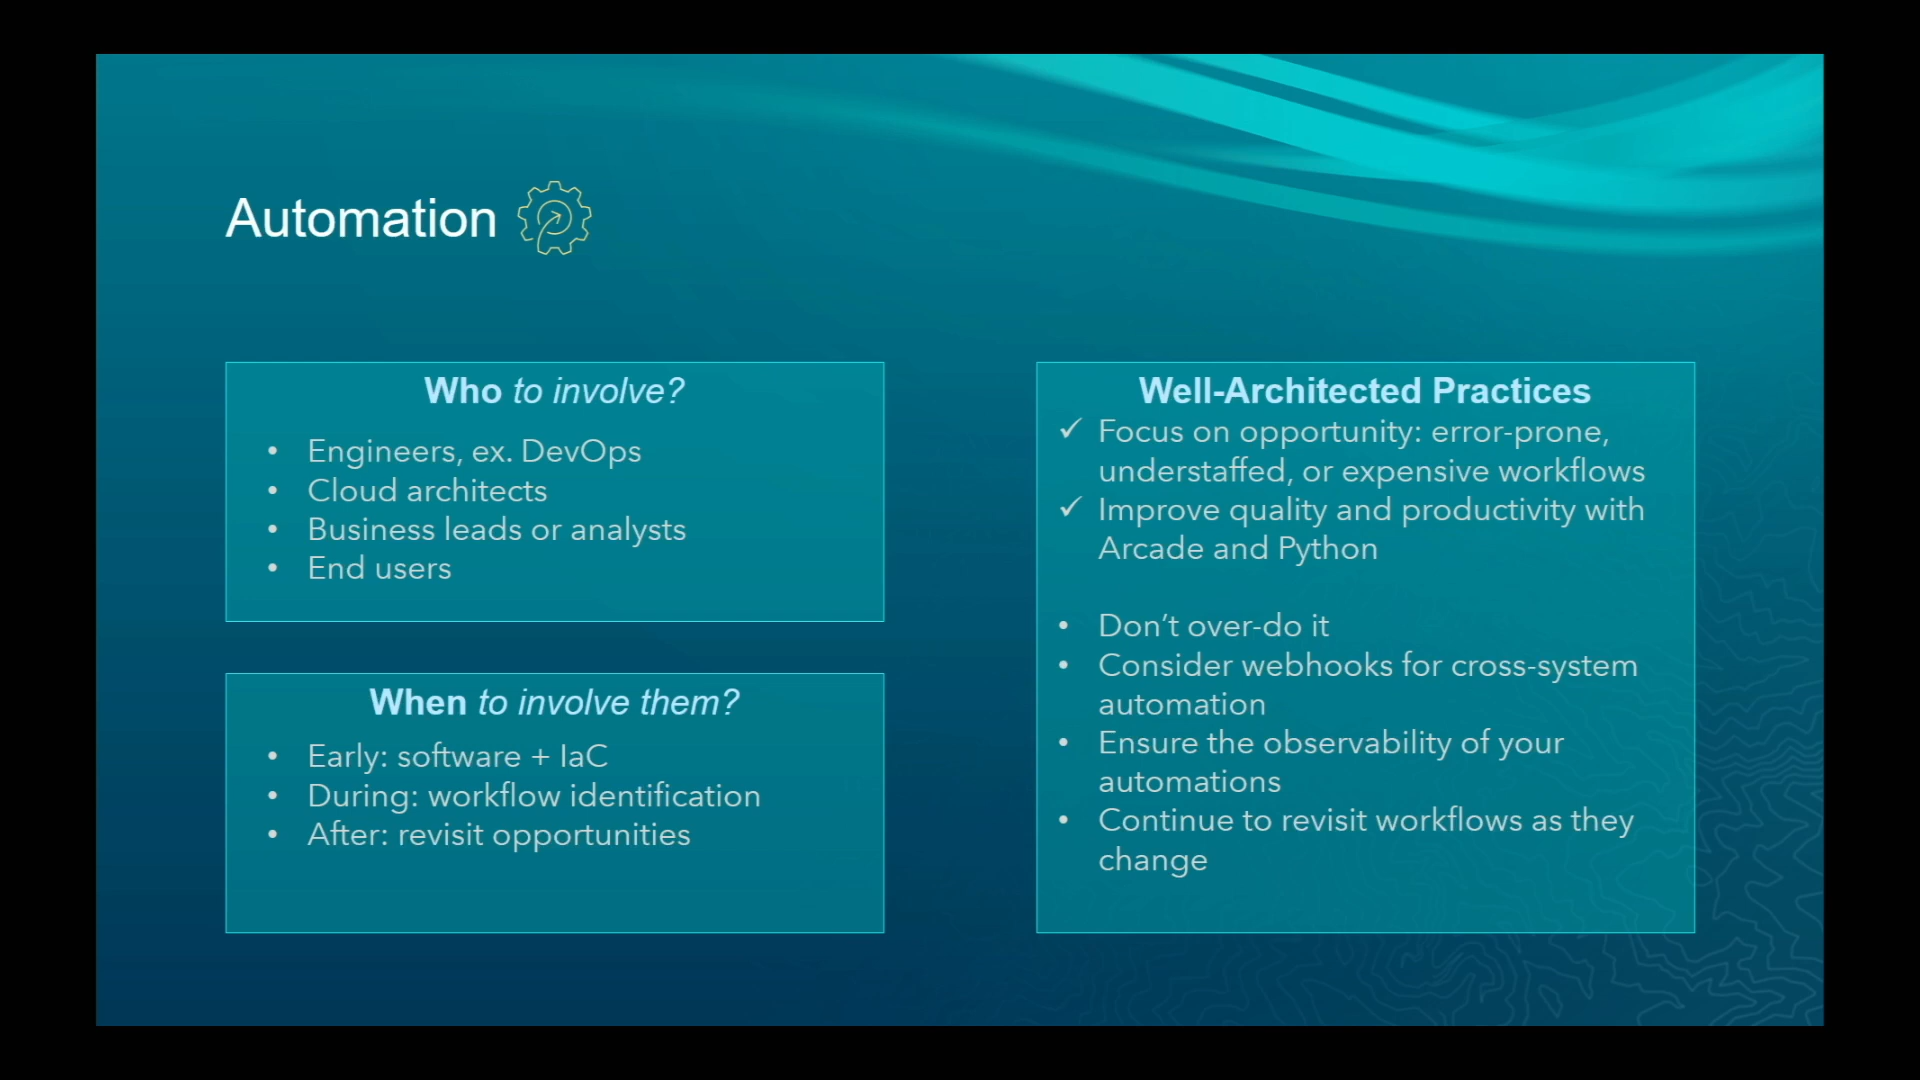 Automation
Who to involve?
• Engineers, ex. DevOps
• Cloud architects
• Business leads or analysts
• End users
When to involve them?
• Early: software + IaC
• During: workflow identification
• After: revisit opportunities
Well-Architected Practices
✓ Focus on opportunity: error-prone,
understaffed, or expensive workflows
✓ Improve quality and productivity with
Arcade and Python
• Don’t over-do it
• Consider webhooks for cross-system
automation
• Ensure the observability of your
automations
• Continue to revisit workflows as they
change